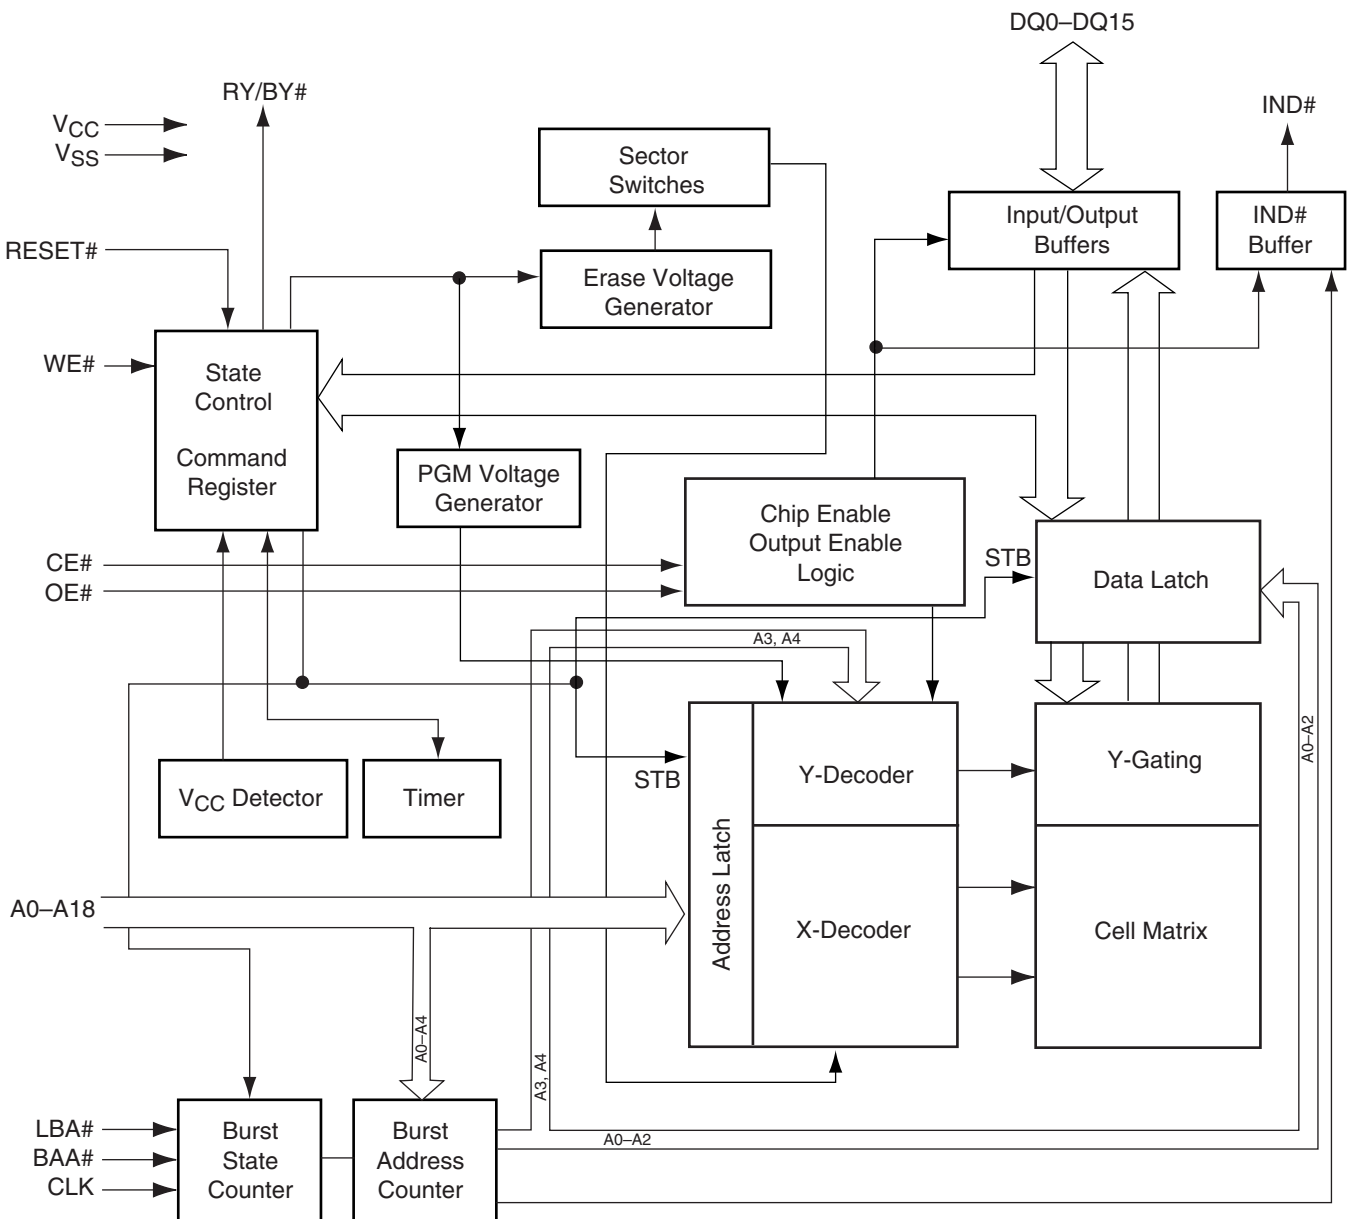 DQ0–DQ15
RY/BY#
IND#
VCC
VSS
Sector
Switches
Input/Output
Buffers
IND#
Buffer
RESET#
Erase Voltage
Generator
WE#
State
Control
Command
Register
PGM Voltage
Generator
Chip Enable
Output Enable
Logic
CE#
OE#
STB
Data Latch
A3, A4
A0–A2
STB
Y-Decoder
Y-Gating
VCC Detector
Timer
Address Latch
A0–A18
X-Decoder
Cell Matrix
A0–A4
A3, A4
LBA#
BAA#
CLK
Burst
State
Counter
Burst
Address
Counter
A0–A2